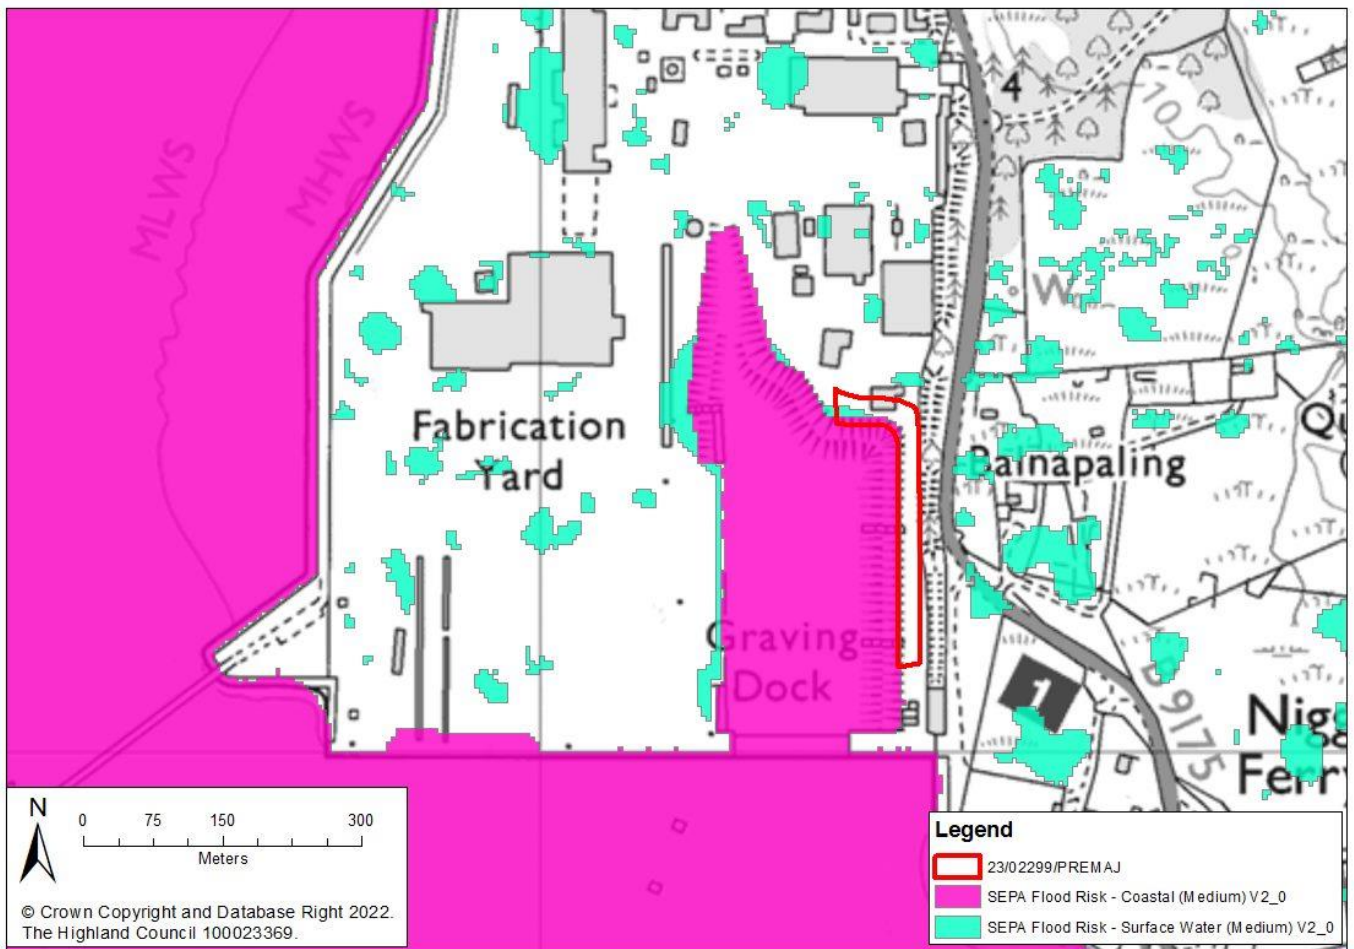 4
10
MLWS
MHWS
W
Fabrication
Yard
Balnapaling
Graving
Dock
1
B9175
Nigg
Ferry
N
0 75 150 300
Meters
© Crown Copyright and Database Right 2022.
The Highland Council 100023369.
Legend
23/02299/PREMAJ
SEPA Flood Risk - Coastal (Medium) V2_0
SEPA Flood Risk - Surface Water (Medium) V2_0